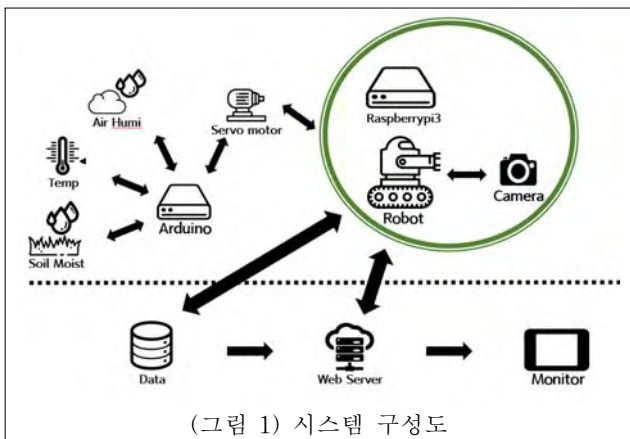 Air Humi
Servo motor
Raspberrypi3
Temp
Arduino
Robot
Camera
Soil Moist
Data
Web Server
Monitor
(그림 1) 시스템 구성도